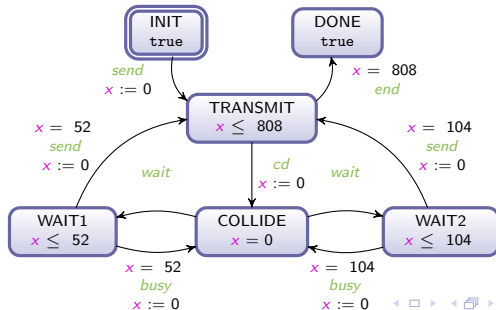 INIT
true
DONE
true
send
x := 0
x = 808
end
TRANSMIT
x ≤ 808
x = 52
send
x := 0
wait
cd
x := 0
wait
x = 104
send
x := 0
WAIT1
x ≤ 52
COLLIDE
x = 0
WAIT2
x ≤ 104
x = 52
busy
x := 0
x = 104
busy
x := 0